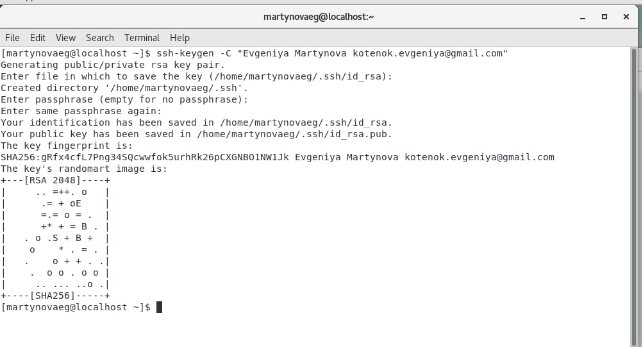 martynovaeg@localhost:~
File Edit View Search Terminal Help
[martynovaeg@localhost ~]$ ssh-keygen -C "Evgeniya Martynova kotenok.evgeniya@gmail.com"
Generating public/private rsa key pair.
Enter file in which to save the key (/home/martynovaeg/.ssh/id_rsa):
Created directory '/home/martynovaeg/.ssh'.
Enter passphrase (empty for no passphrase):
Enter same passphrase again:
Your identification has been saved in /home/martynovaeg/.ssh/id_rsa.
Your public key has been saved in /home/martynovaeg/.ssh/id_rsa.pub.
The key fingerprint is:
SHA256:gRfx4cfL7Png34SQcwwfok5urhRk26pCXGNBO1NW1Jk Evgeniya Martynova kotenok.evgeniya@gmail.com
The key's randomart image is:
+---[RSA 2048]----+
|     .. =++. o   |
|      .= + oE    |
|      =.= o = .  |
|      +* + = B . |
|   . o .S + B +  |
|    o    * . = . |
|   .    o + + . .|
|    .  o o . o o |
|     .. ... ..o .|
+----[SHA256]-----+
[martynovaeg@localhost ~]$